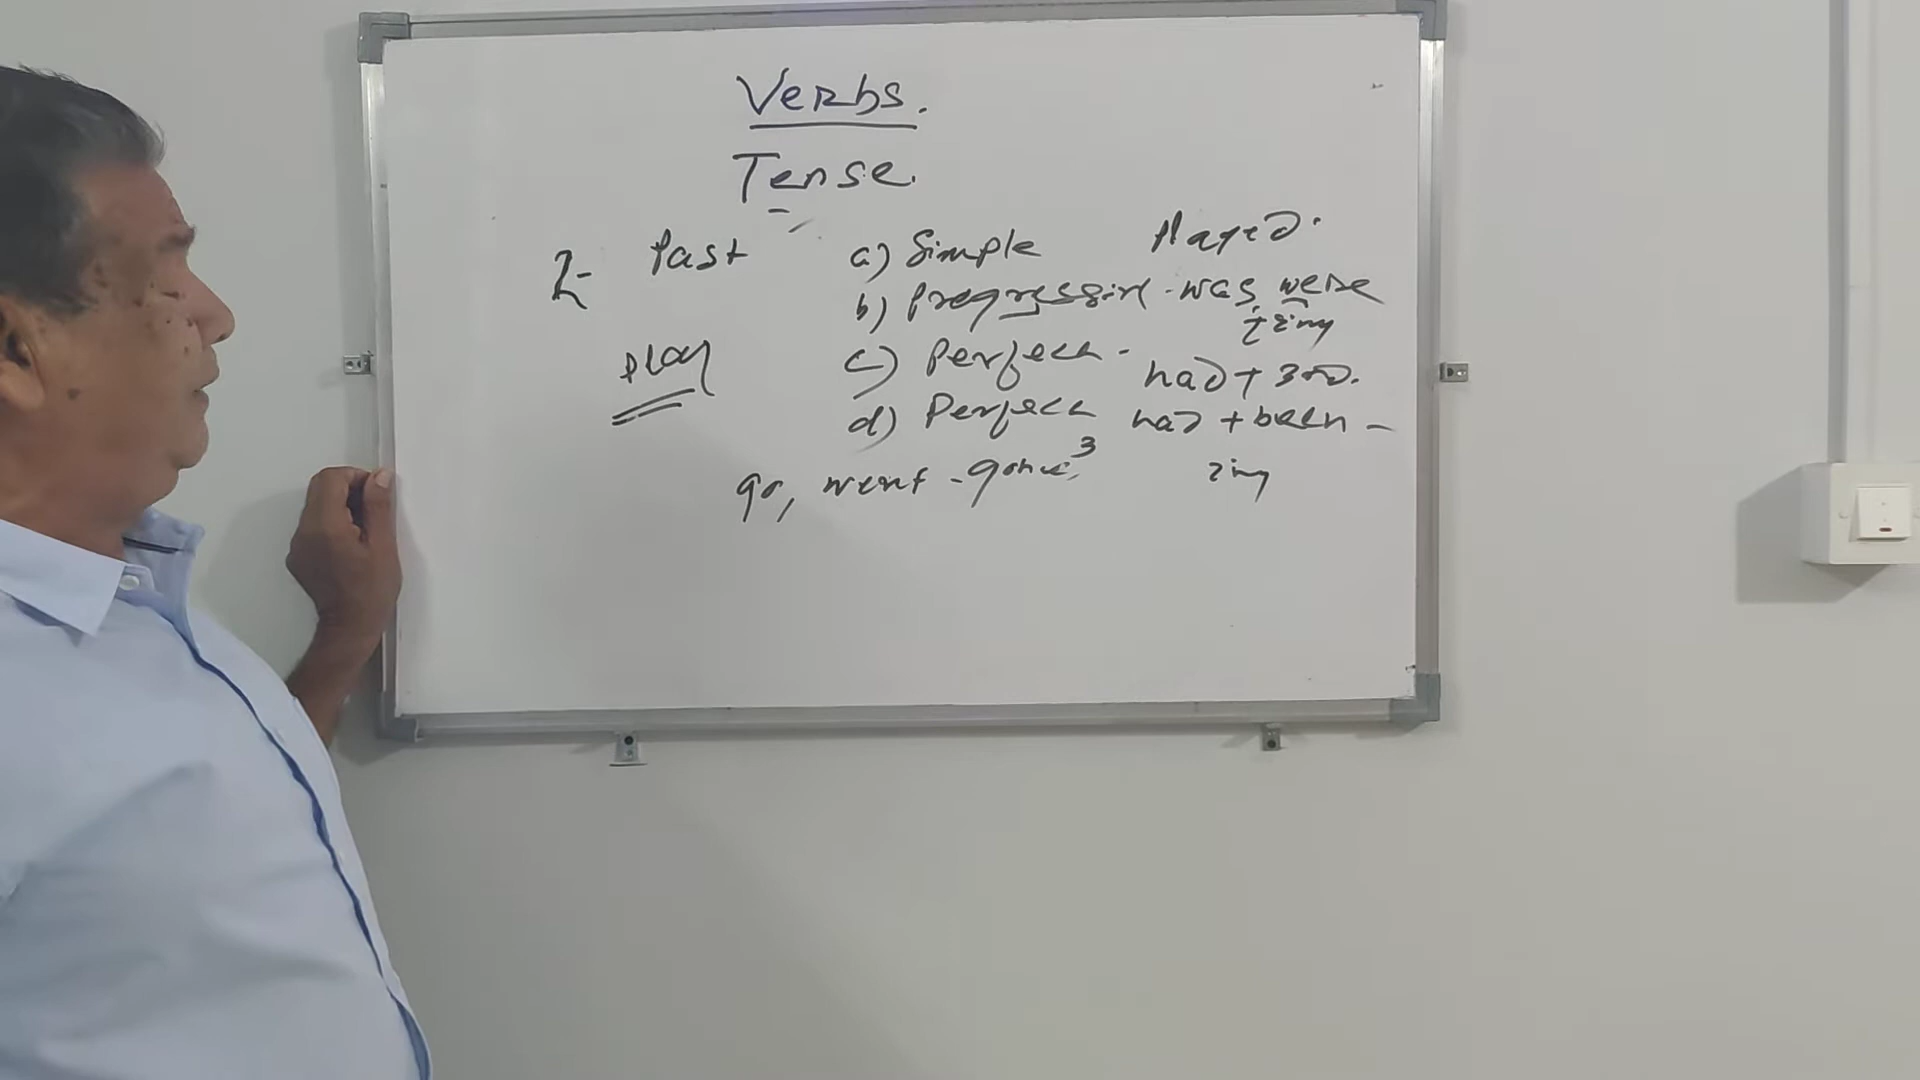 Verbs.
Tense.
2- Past a) Simple Played.
b) Progressive - was, were
+ ing
Play c) Perfect - had + 3rd.
d) Perfect had + been -
ing
go, went - gone 3